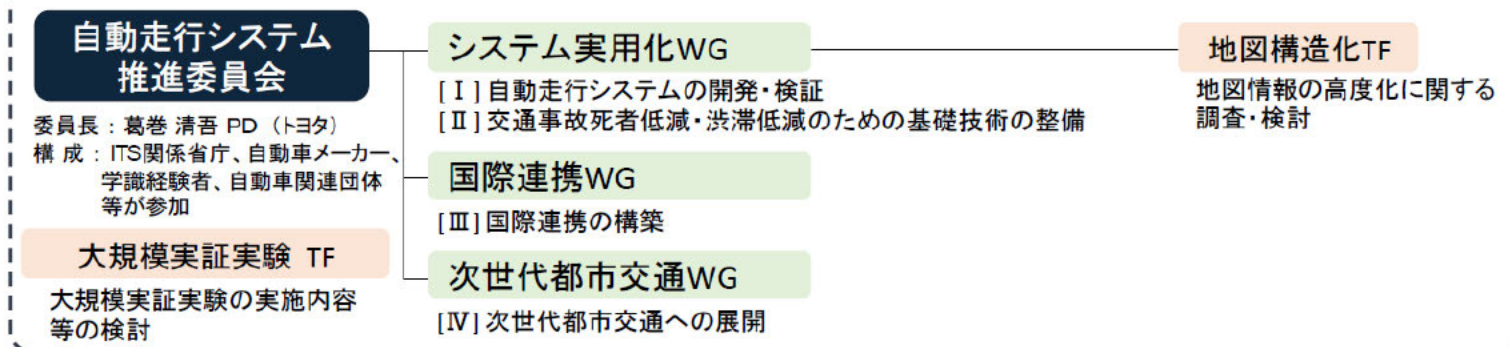 自動走行システム
推進委員会
委員長：葛巻 清吾 PD （トヨタ）
構 成：ITS関係省庁、自動車メーカー、
学識経験者、自動車関連団体
等が参加
大規模実証実験 TF
大規模実証実験の実施内容
等の検討
システム実用化WG
[Ⅰ]自動走行システムの開発・検証
[Ⅱ]交通事故死者低減・渋滞低減のための基礎技術の整備
国際連携WG
[Ⅲ]国際連携の構築
次世代都市交通WG
[Ⅳ]次世代都市交通への展開
地図構造化TF
地図情報の高度化に関する
調査・検討